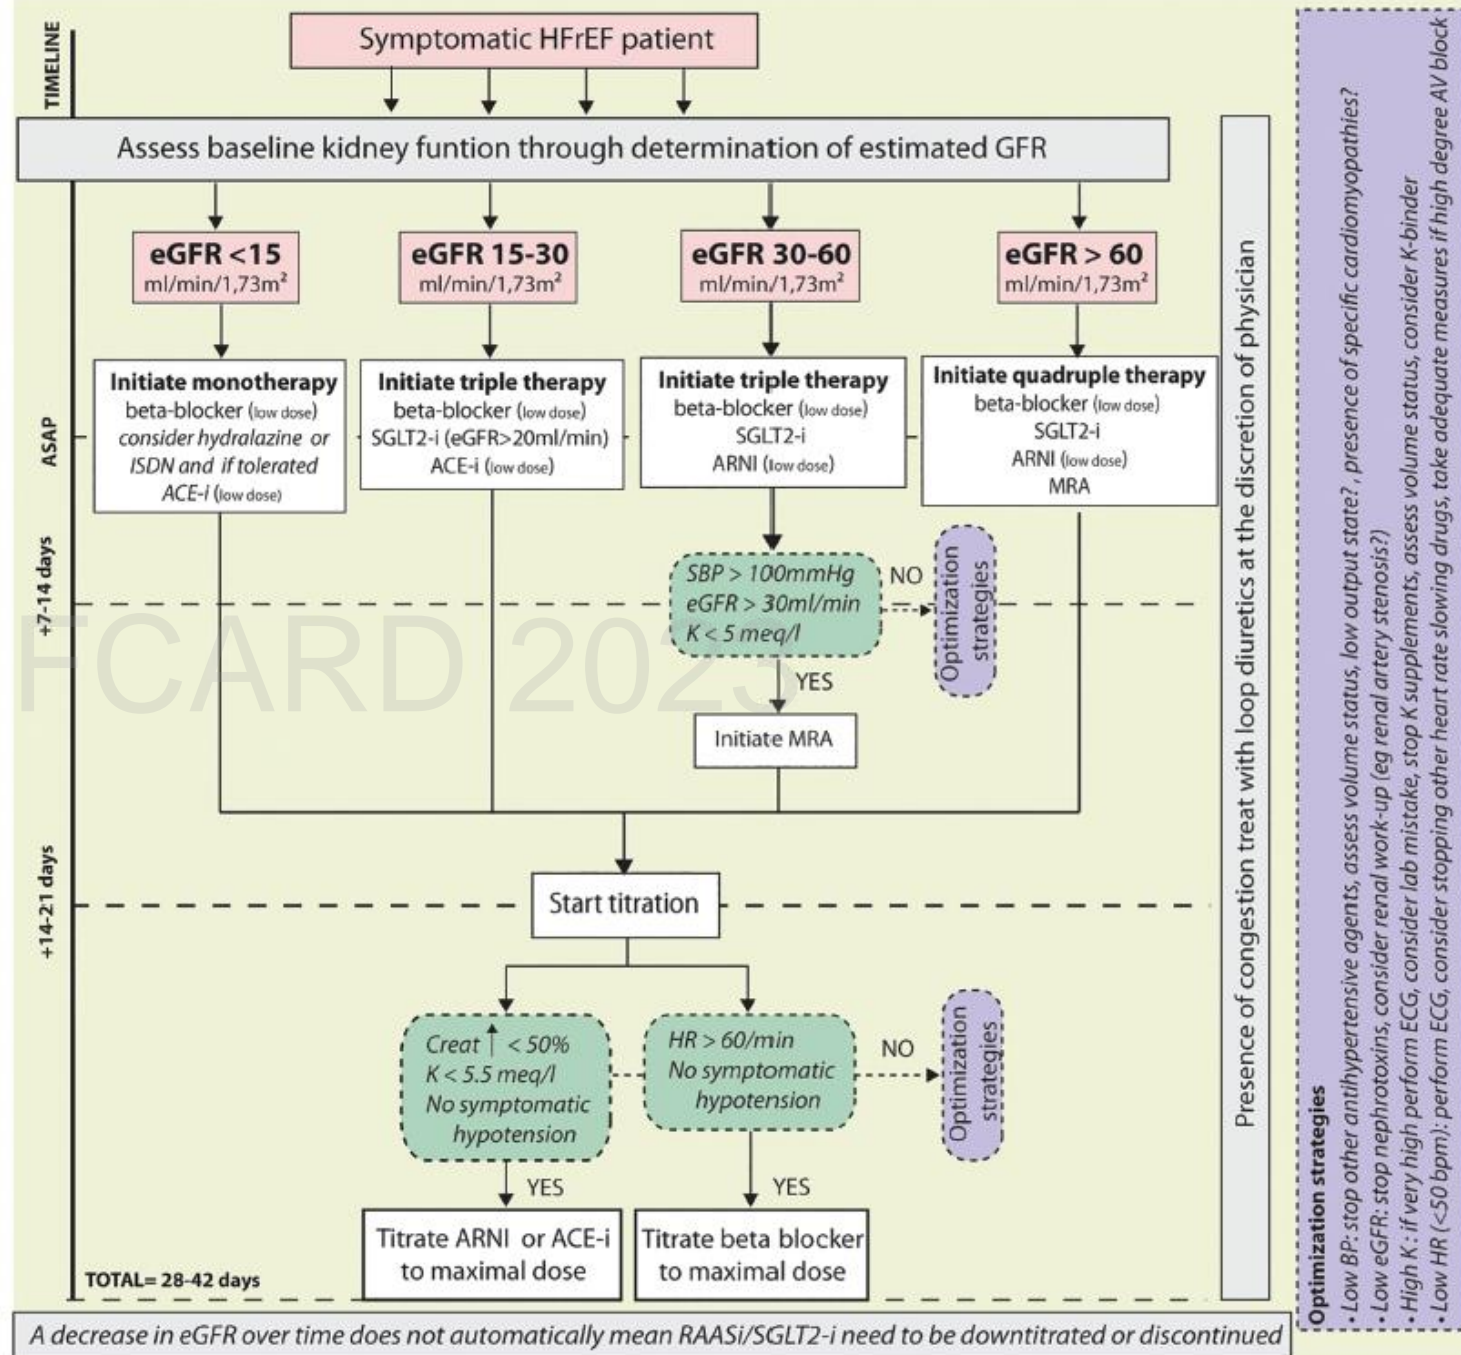 TIMELINE
Symptomatic HFrEF patient
Assess baseline kidney funtion through determination of estimated GFR
eGFR <15
ml/min/1,73m²
eGFR 15-30
ml/min/1,73m²
eGFR 30-60
ml/min/1,73m²
eGFR > 60
ml/min/1,73m²
ASAP
Initiate monotherapy
beta-blocker (low dose)
consider hydralazine or
ISDN and if tolerated
ACE-i (low dose)
Initiate triple therapy
beta-blocker (low dose)
SGLT2-i (eGFR>20ml/min)
ACE-i (low dose)
Initiate triple therapy
beta-blocker (low dose)
SGLT2-i
ARNI (low dose)
Initiate quadruple therapy
beta-blocker (low dose)
SGLT2-i
ARNI (low dose)
MRA
+7-14 days
SBP > 100mmHg
eGFR > 30ml/min
K < 5 meq/l
NO
Optimization
strategies
YES
Initiate MRA
FCARD 2023
+14-21 days
Start titration
Creat ↑ < 50%
K < 5.5 meq/l
No symptomatic
hypotension
HR > 60/min
No symptomatic
hypotension
NO
Optimization
strategies
YES
YES
Titrate ARNI or ACE-i
to maximal dose
Titrate beta blocker
to maximal dose
TOTAL= 28-42 days
A decrease in eGFR over time does not automatically mean RAASi/SGLT2-i need to be downtitrated or discontinued
Presence of congestion treat with loop diuretics at the discretion of physician
Optimization strategies
• Low BP: stop other antihypertensive agents, assess volume status, low output state?, presence of specific cardiomyopathies?
• Low eGFR: stop nephrotoxins, consider renal work-up (eg renal artery stenosis?)
• High K : if very high perform ECG, consider lab mistake, stop K supplements, assess volume status, consider K-binder
• Low HR (<50 bpm): perform ECG, consider stopping other heart rate slowing drugs, take adequate measures if high degree AV block